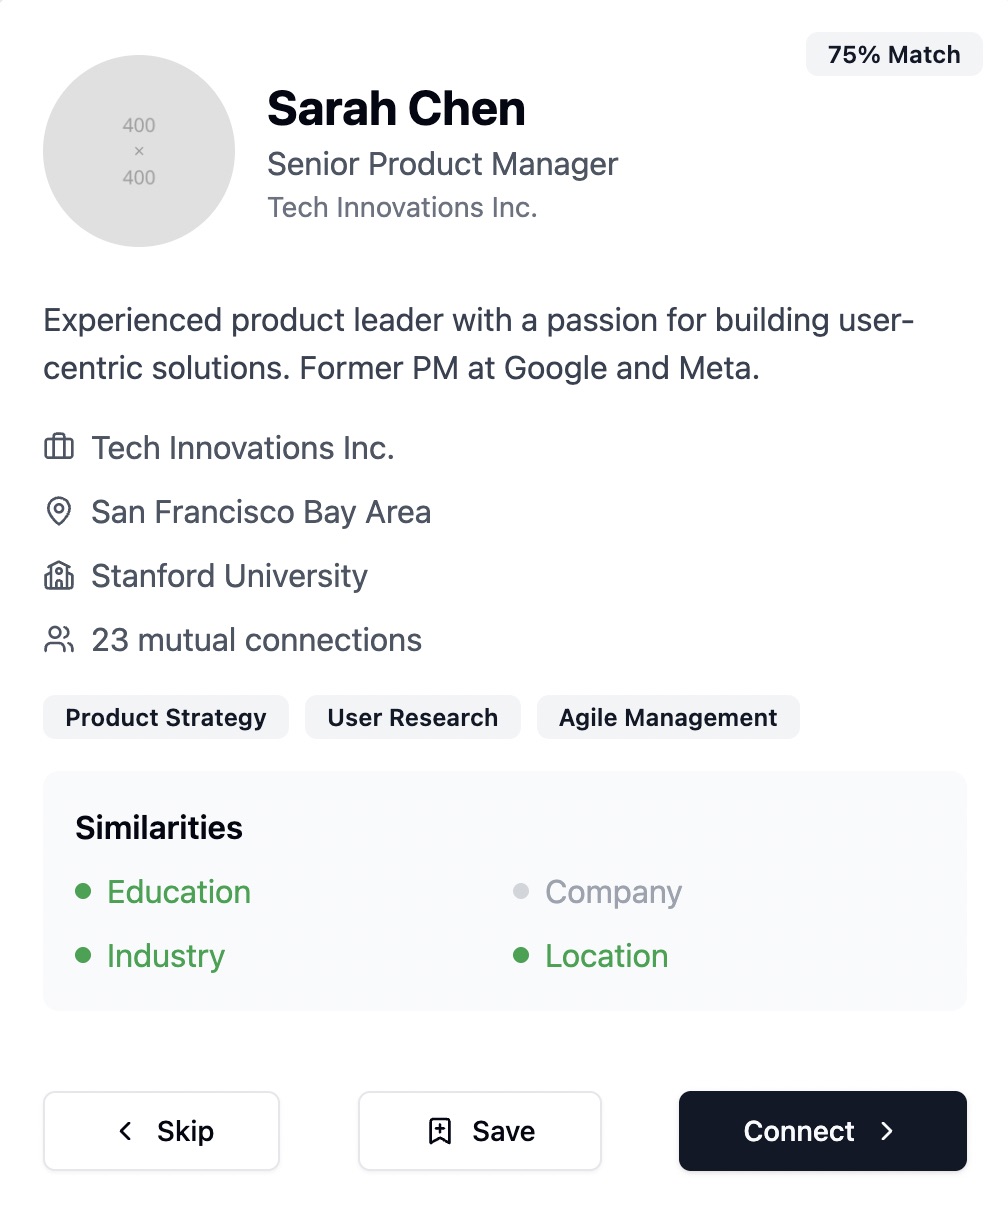 75% Match
400
×
400
Sarah Chen
Senior Product Manager
Tech Innovations Inc.
Experienced product leader with a passion for building user-
centric solutions. Former PM at Google and Meta.
Tech Innovations Inc.
San Francisco Bay Area
Stanford University
23 mutual connections
Product Strategy
User Research
Agile Management
Similarities
Education
Company
Industry
Location
Skip
Save
Connect